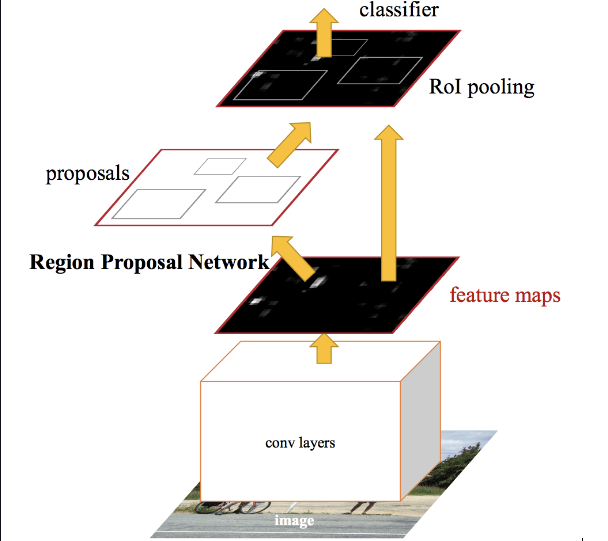 classifier
RoI pooling
proposals
Region Proposal Network
feature maps
conv layers
image